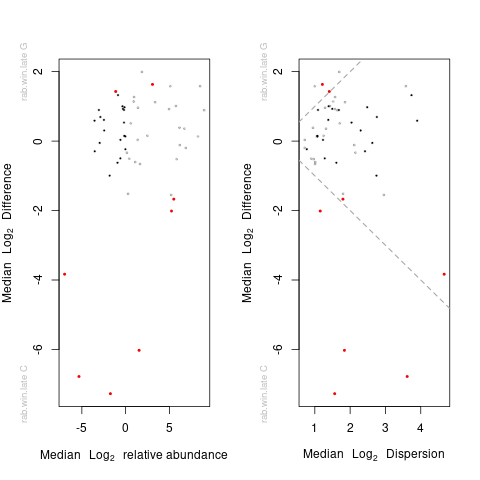 rab.win.late G
Median Log2 Difference
rab.win.late C
2
0
-2
-4
-6
-5 0 5
Median Log2 relative abundance
rab.win.late G
Median Log2 Difference
rab.win.late C
2
0
-2
-4
-6
1 2 3 4
Median Log2 Dispersion